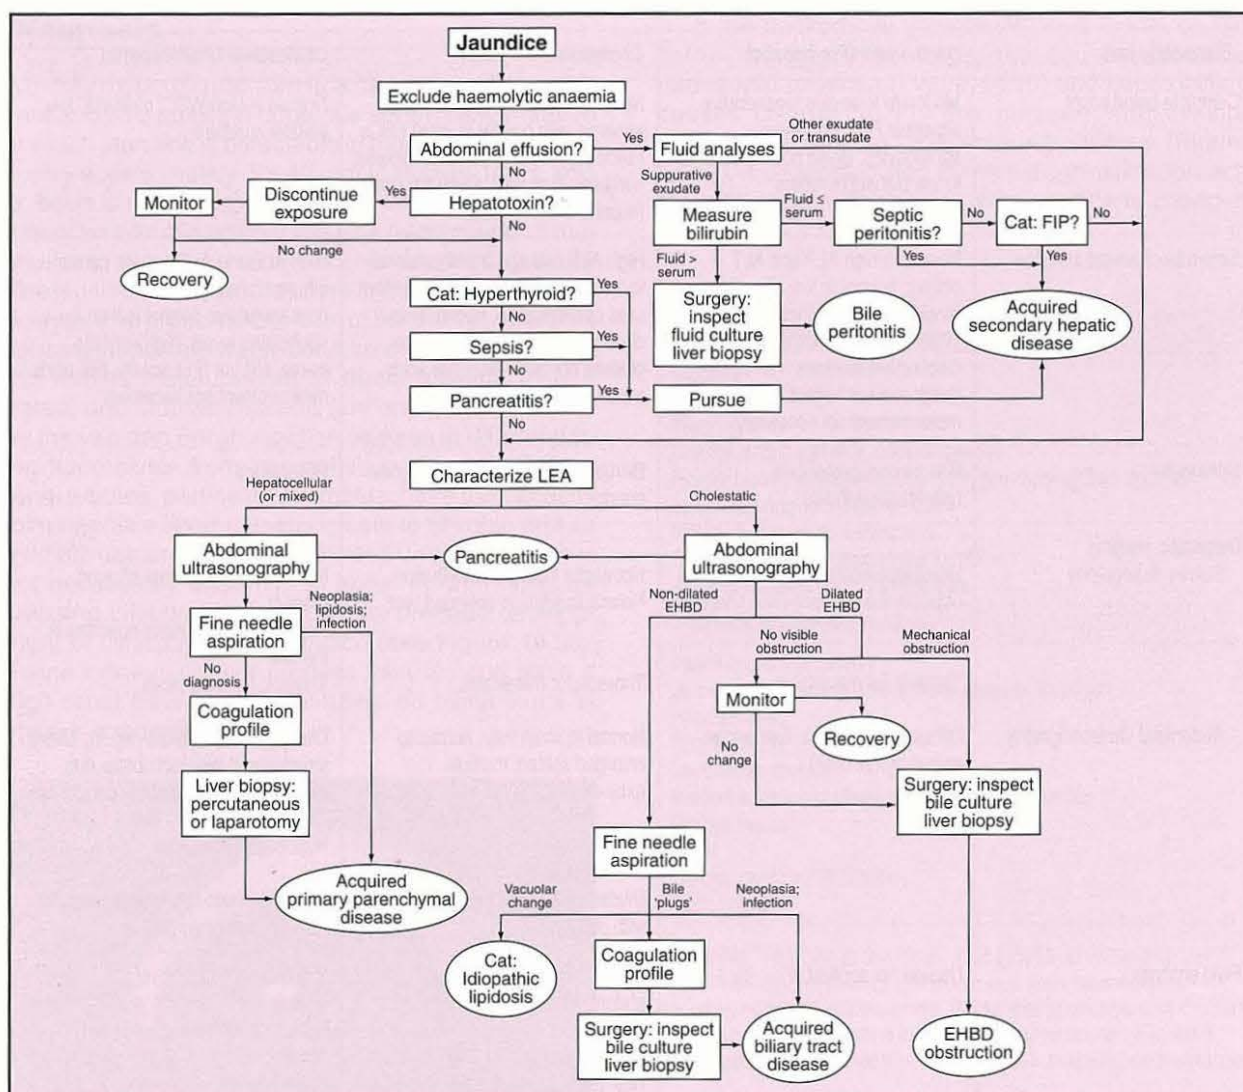 Jaundice
Exclude haemolytic anaemia
Abdominal effusion?
Yes
Fluid analyses
Other exudate
or transudate
No
Suppurative
exudate
Monitor
Discontinue
exposure
Yes
Hepatotoxin?
Measure
bilirubin
Fluid ≤
serum
Septic
peritonitis?
No
Cat: FIP?
No
No
No change
Yes
Yes
Recovery
Fluid >
serum
Cat: Hyperthyroid?
Yes
Surgery:
inspect
fluid culture
liver biopsy
Bile
peritonitis
Acquired
secondary hepatic
disease
No
Sepsis?
Yes
No
Pancreatitis?
Yes
Pursue
No
Characterize LEA
Hepatocellular
(or mixed)
Cholestatic
Abdominal
ultrasonography
Pancreatitis
Abdominal
ultrasonography
Neoplasia;
lipidosis;
infection
Non-dilated
EHBD
Dilated
EHBD
Fine needle
aspiration
No visible
obstruction
Mechanical
obstruction
No
diagnosis
Monitor
Coagulation
profile
Recovery
No
change
Liver biopsy:
percutaneous
or laparotomy
Surgery: inspect
bile culture
liver biopsy
Fine needle
aspiration
Acquired
primary parenchymal
disease
Vacuolar
change
Bile
'plugs'
Neoplasia;
infection
Cat:
Idiopathic
lipidosis
Coagulation
profile
Surgery: inspect
bile culture
liver biopsy
Acquired
biliary tract
disease
EHBD
obstruction